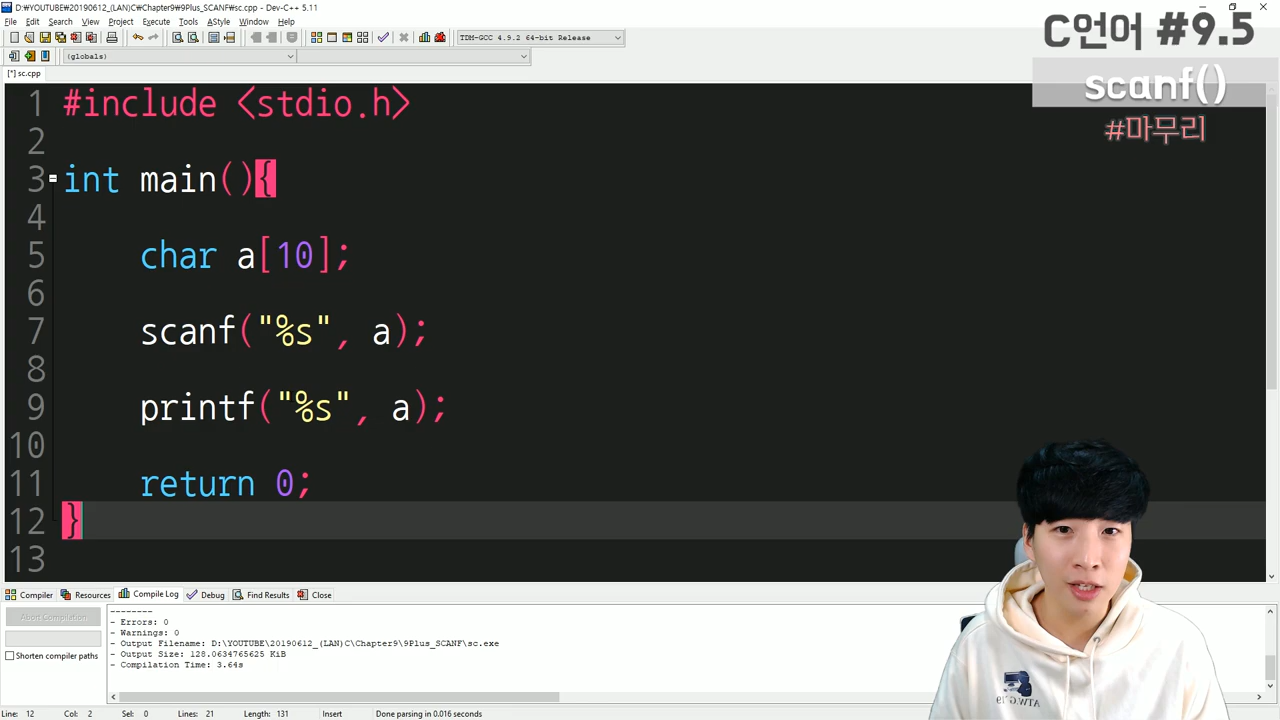 D:₩YOUTUBE₩20190612_(LAN)C₩Chapter9₩9Plus_SCANF₩sc.cpp - Dev-C++ 5.11
File Edit Search View Project Execute Tools AStyle Window Help
TDM-GCC 4.9.2 64-bit Release
(globals)
[*] sc.cpp
C언어 #9.5
scanf()
#마무리
1 #include <stdio.h>
2
3 int main(){
4
5 char a[10];
6
7 scanf("%s", a);
8
9 printf("%s", a);
10
11 return 0;
12 }
13
Compiler Resources Compile Log Debug Find Results Close
Abort Compilation
Shorten compiler paths
--------
- Errors: 0
- Warnings: 0
- Output Filename: D:\YOUTUBE\20190612_(LAN)C\Chapter9\9Plus_SCANF\sc.exe
- Output Size: 128.0634765625 KiB
- Compilation Time: 3.64s
ATW.G'19
Line: 12 Col: 2 Sel: 0 Lines: 21 Length: 131 Insert Done parsing in 0.016 seconds